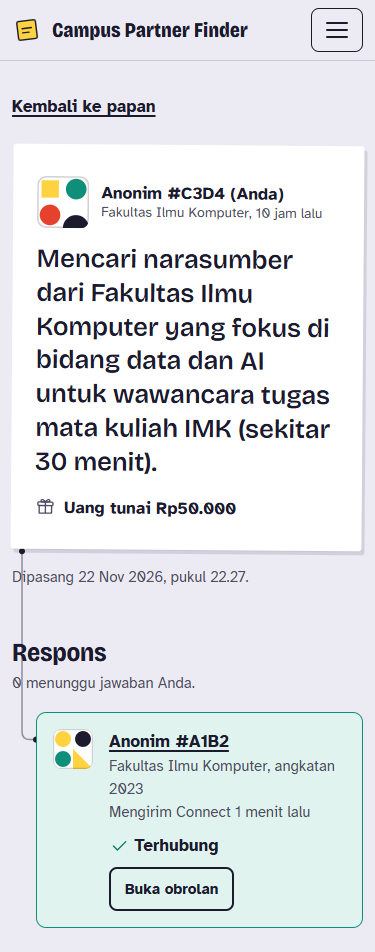 Campus Partner Finder
Kembali ke papan
Anonim #C3D4 (Anda)
Fakultas Ilmu Komputer, 10 jam lalu
Mencari narasumber
dari Fakultas Ilmu
Komputer yang fokus di
bidang data dan AI
untuk wawancara tugas
mata kuliah IMK (sekitar
30 menit).
Uang tunai Rp50.000
Dipasang 22 Nov 2026, pukul 22.27.
Respons
0 menunggu jawaban Anda.
Anonim #A1B2
Fakultas Ilmu Komputer, angkatan
2023
Mengirim Connect 1 menit lalu
Terhubung
Buka obrolan